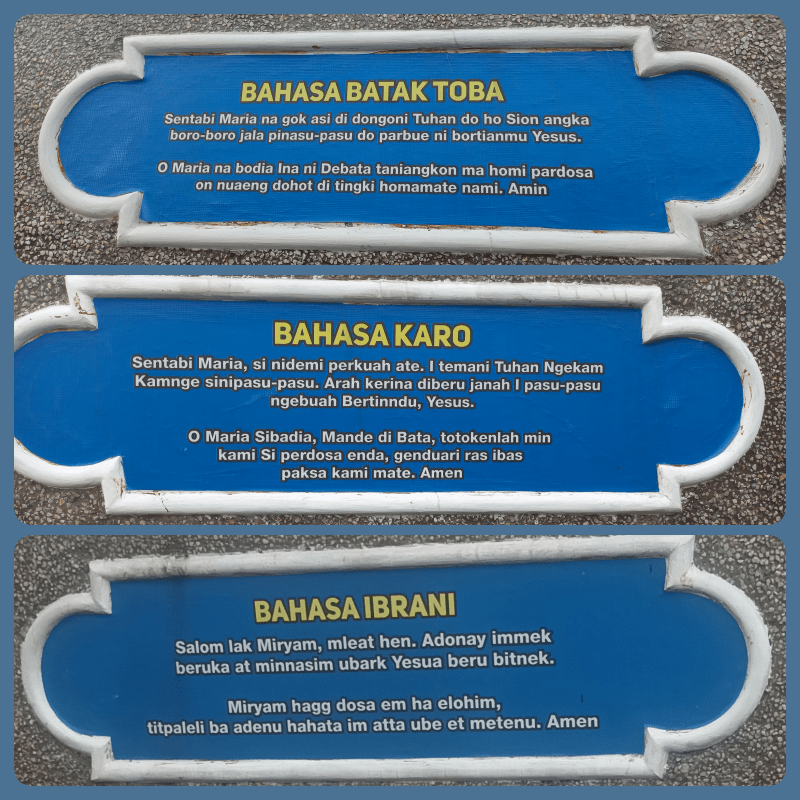 BAHASA BATAK TOBA
Sentabi Maria na gok asi di dongoni Tuhan do ho Sion angka
boro-boro jala pinasu-pasu do parbue ni bortianmu Yesus.
O Maria na bodia Ina ni Debata taniangkon ma homi pardosa
on nuaeng dohot di tingki homamate nami. Amin
BAHASA KARO
Sentabi Maria, si nidemi perkuah ate. I temani Tuhan Ngekam
Kamnge sinipasu-pasu. Arah kerina diberu janah I pasu-pasu
ngebuah Bertinndu, Yesus.
O Maria Sibadia, Mande di Bata, totokenlah min
kami Si perdosa enda, genduari ras ibas
paksa kami mate. Amen
BAHASA IBRANI
Salom lak Miryam, mleat hen. Adonay immek
beruka at minnasim ubark Yesua beru bitnek.
Miryam hagg dosa em ha elohim,
titpaleli ba adenu hahata im atta ube et metenu. Amen